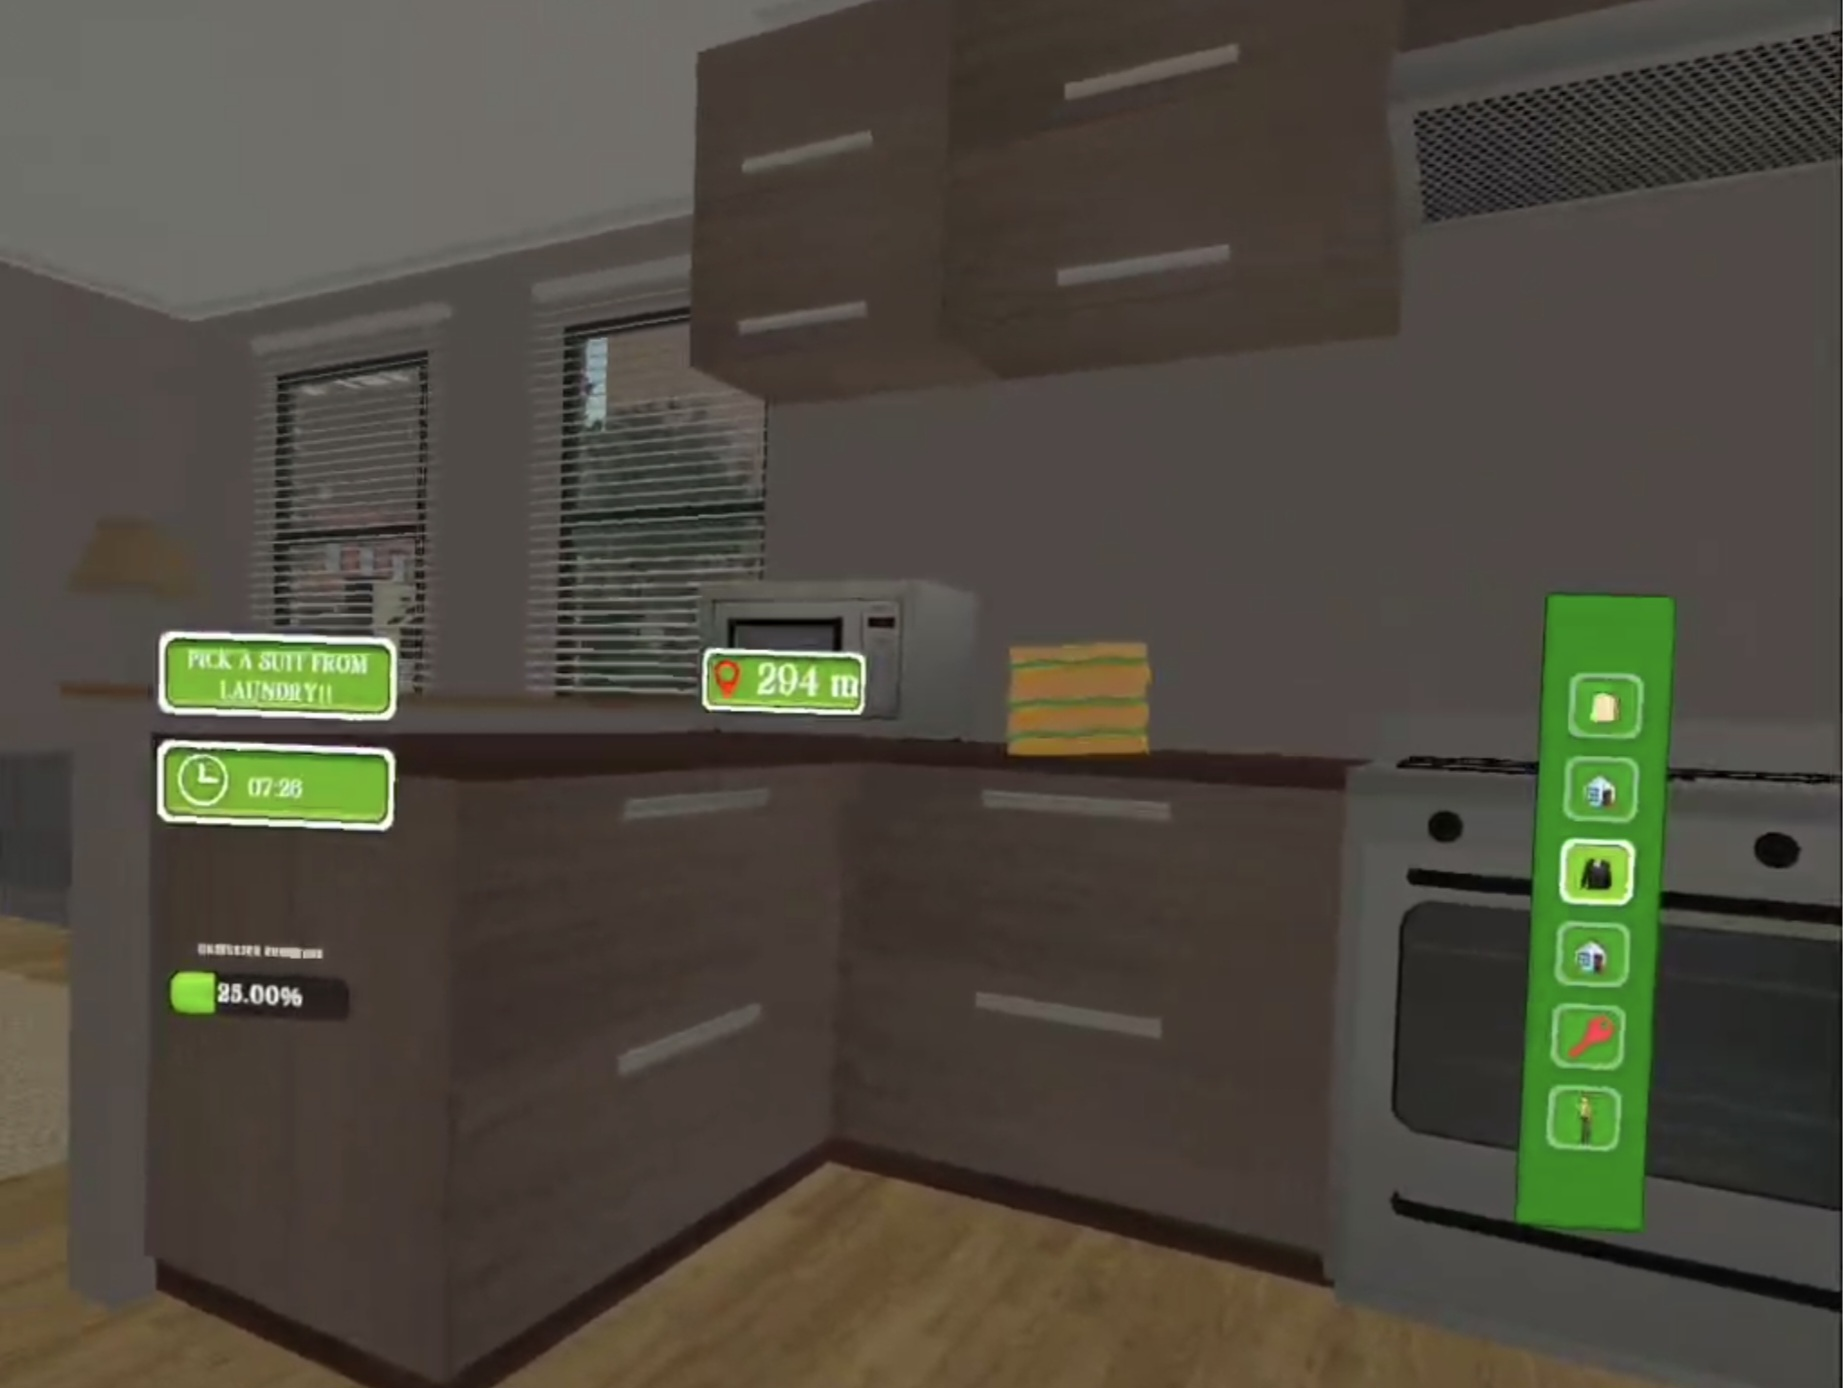 PICK A SUIT FROM
LAUNDRY!!
294 m
07:26
25.00%